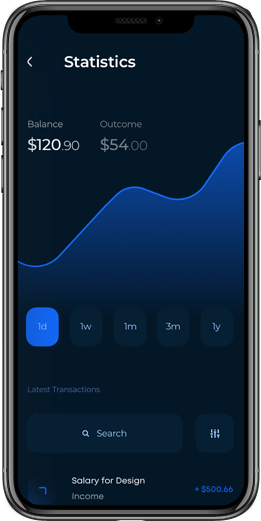 Statistics
Balance Outcome
$120.90 $54.00
1d 1w 1m 3m 1y
Latest Transactions
Search
Salary for Design
Income
+ $500.66